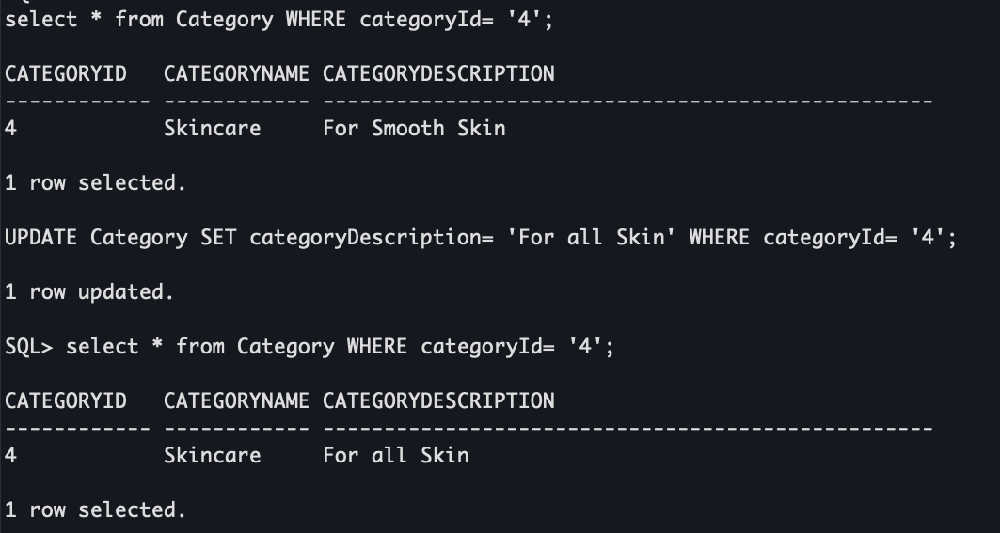 select * from Category WHERE categoryId= '4';
CATEGORYID   CATEGORYNAME CATEGORYDESCRIPTION
------------ ------------ --------------------------------------------------
4            Skincare     For Smooth Skin
1 row selected.
UPDATE Category SET categoryDescription= 'For all Skin' WHERE categoryId= '4';
1 row updated.
SQL> select * from Category WHERE categoryId= '4';
CATEGORYID   CATEGORYNAME CATEGORYDESCRIPTION
------------ ------------ --------------------------------------------------
4            Skincare     For all Skin
1 row selected.